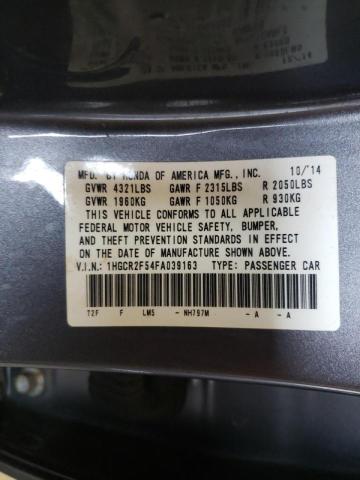 MFD. BY HONDA OF AMERICA MFG., INC. 10/'14
GVWR 4321LBS GAWR F 2315LBS R 2050LBS
GVWR 1960KG GAWR F 1050KG R 930KG
THIS VEHICLE CONFORMS TO ALL APPLICABLE
FEDERAL MOTOR VEHICLE SAFETY, BUMPER,
AND THEFT PREVENTION STANDARDS IN EFFECT
ON THE DATE OF MANUFACTURE SHOWN ABOVE.
V.I.N.: 1HGCR2F54FA039163 TYPE: PASSENGER CAR
T2F F LMS - NH797M - A - A